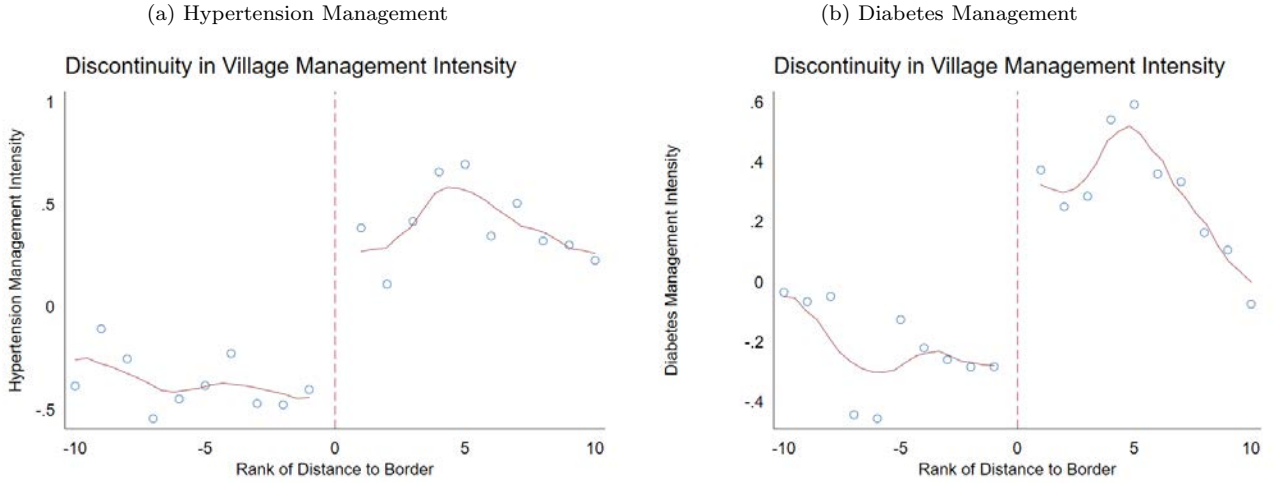 (a) Hypertension Management
Discontinuity in Village Management Intensity
Hypertension Management Intensity
1
.5
0
-.5
-10
-5
0
5
10
Rank of Distance to Border
(b) Diabetes Management
Discontinuity in Village Management Intensity
Diabetes Management Intensity
.6
.4
.2
0
-.2
-.4
-10
-5
0
5
10
Rank of Distance to Border